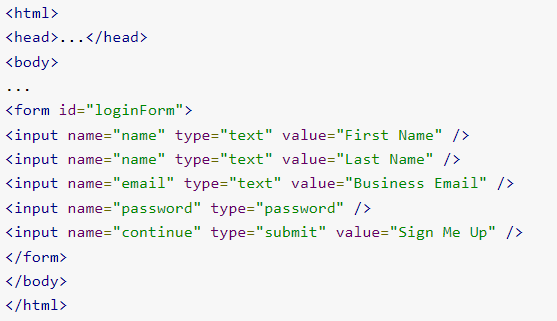 <html>
<head>...</head>
<body>
...
<form id="loginForm">
<input name="name" type="text" value="First Name" />
<input name="name" type="text" value="Last Name" />
<input name="email" type="text" value="Business Email" />
<input name="password" type="password" />
<input name="continue" type="submit" value="Sign Me Up" />
</form>
</body>
</html>